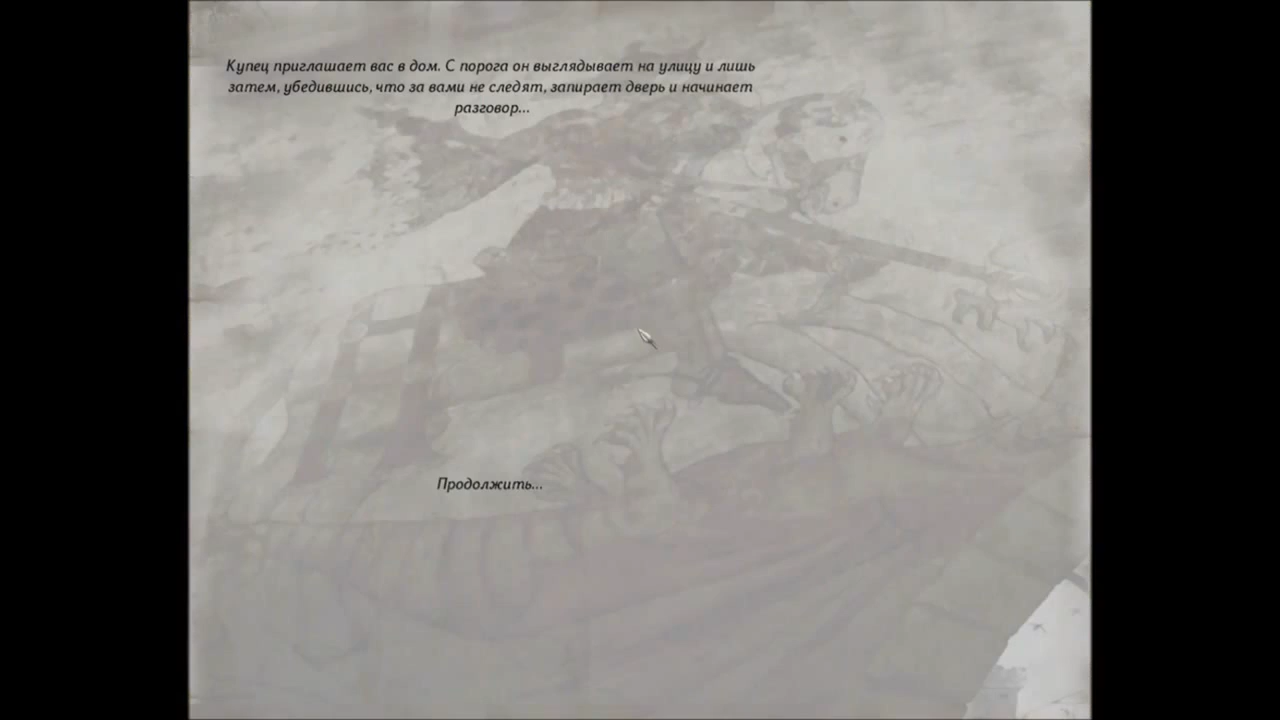 Купец приглашает вас в дом. С порога он выглядывает на улицу и лишь
затем, убедившись, что за вами не следят, запирает дверь и начинает
разговор...
Продолжить...